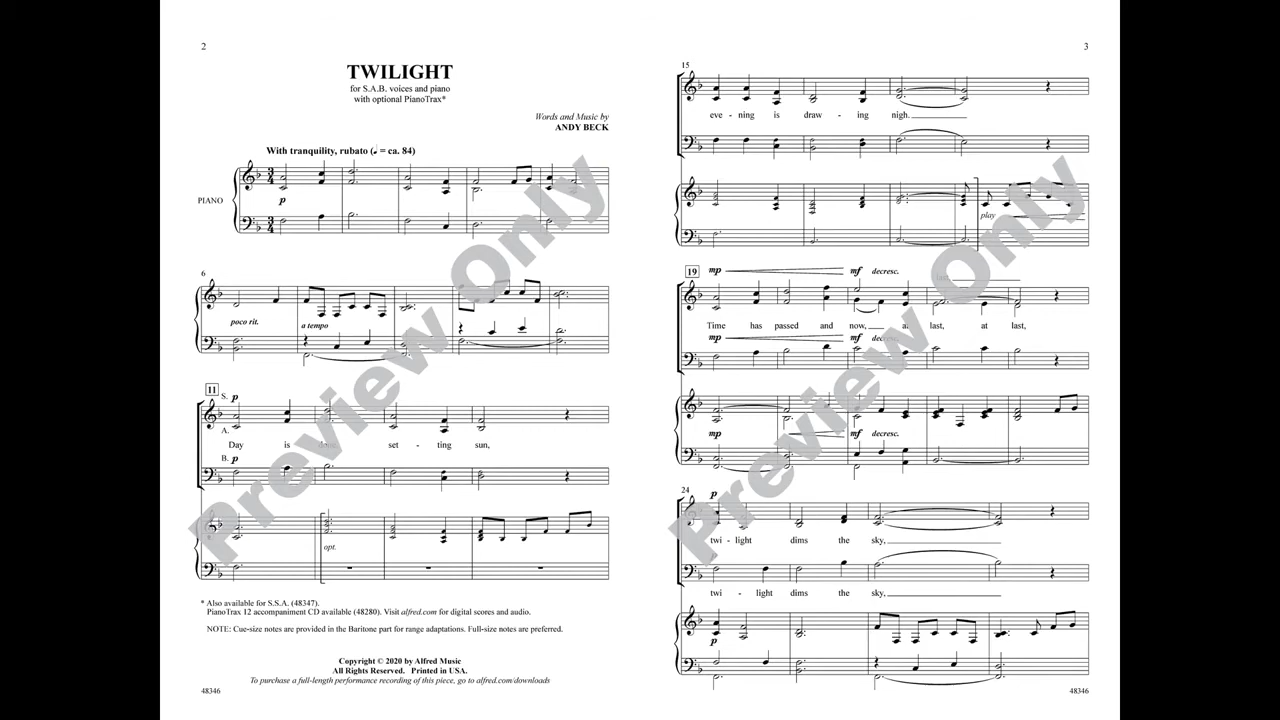 2
TWILIGHT
for S.A.B. voices and piano
with optional PianoTrax*
Words and Music by
ANDY BECK
With tranquility, rubato (♩ = ca. 84)
PIANO
p
6
poco rit.
a tempo
11
S. p
A.
Day is done, set - ting sun,
B. p
opt.
* Also available for S.S.A. (48347).
PianoTrax 12 accompaniment CD available (48280). Visit alfred.com for digital scores and audio.
NOTE: Cue-size notes are provided in the Baritone part for range adaptations. Full-size notes are preferred.
Copyright © 2020 by Alfred Music
All Rights Reserved. Printed in USA.
To purchase a full-length performance recording of this piece, go to alfred.com/downloads
48346
Preview Only
3
15
eve - ning is draw - ing nigh.
play
19
mp mf decresc.
last,
Time has passed and now, at last, at last,
mp mf decresc.
mp mf decresc.
24
p
twi - light dims the sky,
p
twi - light dims the sky,
p
48346
Preview Only